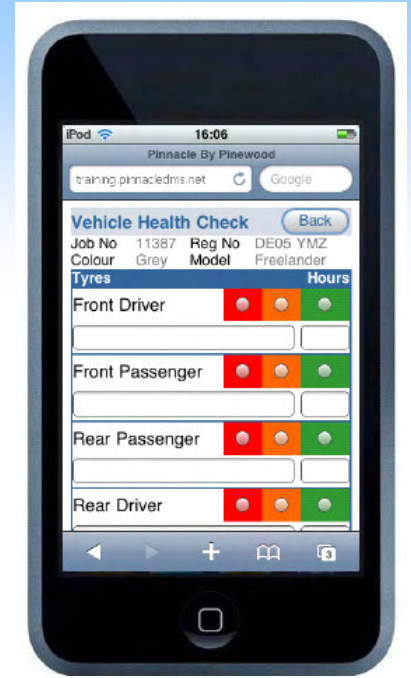 iPod 16:06
Pinnacle By Pinewood
training.pinnacledms.net Google
Vehicle Health Check Back
Job No 11387 Reg No DE05 YMZ
Colour Grey Model Freelander
Tyres Hours
Front Driver
Front Passenger
Rear Passenger
Rear Driver
3